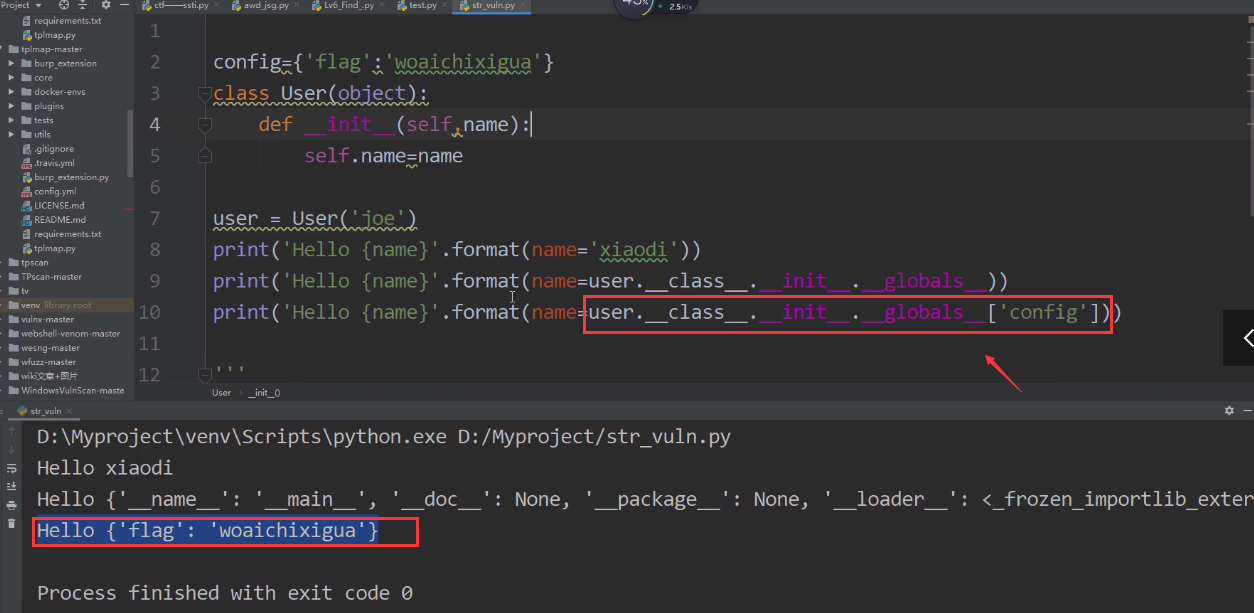 Project
ctf——ssti.py
awd_jsg.py
Lv6_Find_.py
test.py
str_vuln.py
45%
2.5K/s
requirements.txt
tplmap.py
tplmap-master
burp_extension
core
docker-envs
plugins
tests
utils
.gitignore
.travis.yml
burp_extension.py
config.yml
LICENSE.md
README.md
requirements.txt
tplmap.py
tpscan
TPscan-master
tv
venv library root
vulnx-master
webshell-venom-master
wesng-master
wfuzz-master
wiki文章+图片
WindowsVulnScan-maste
1
2 config={'flag':'woaichixigua'}
3 class User(object):
4 def __init__(self,name):
5 self.name=name
6
7 user = User('joe')
8 print('Hello {name}'.format(name='xiaodi'))
9 print('Hello {name}'.format(name=user.__class__.__init__.__globals__))
10 print('Hello {name}'.format(name=user.__class__.__init__.__globals__['config']))
11
12 '''
User › __init__()
str_vuln
D:\Myproject\venv\Scripts\python.exe D:/Myproject/str_vuln.py
Hello xiaodi
Hello {'__name__': '__main__', '__doc__': None, '__package__': None, '__loader__': <_frozen_importlib_exter
Hello {'flag': 'woaichixigua'}
Process finished with exit code 0